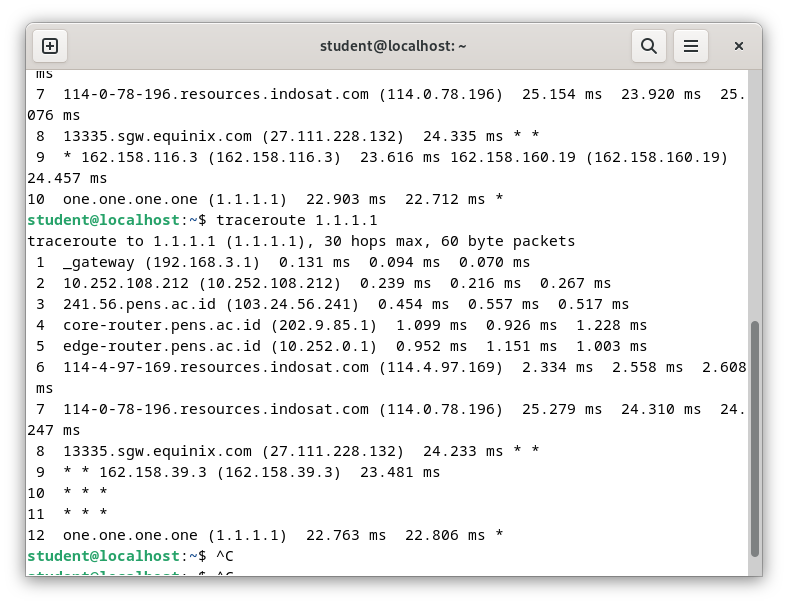 student@localhost: ~
ms
 7  114-0-78-196.resources.indosat.com (114.0.78.196)  25.154 ms  23.920 ms  25.
076 ms
 8  13335.sgw.equinix.com (27.111.228.132)  24.335 ms * *
 9  * 162.158.116.3 (162.158.116.3)  23.616 ms 162.158.160.19 (162.158.160.19)
24.457 ms
10  one.one.one.one (1.1.1.1)  22.903 ms  22.712 ms *
student@localhost:~$ traceroute 1.1.1.1
traceroute to 1.1.1.1 (1.1.1.1), 30 hops max, 60 byte packets
 1  _gateway (192.168.3.1)  0.131 ms  0.094 ms  0.070 ms
 2  10.252.108.212 (10.252.108.212)  0.239 ms  0.216 ms  0.267 ms
 3  241.56.pens.ac.id (103.24.56.241)  0.454 ms  0.557 ms  0.517 ms
 4  core-router.pens.ac.id (202.9.85.1)  1.099 ms  0.926 ms  1.228 ms
 5  edge-router.pens.ac.id (10.252.0.1)  0.952 ms  1.151 ms  1.003 ms
 6  114-4-97-169.resources.indosat.com (114.4.97.169)  2.334 ms  2.558 ms  2.608
 ms
 7  114-0-78-196.resources.indosat.com (114.0.78.196)  25.279 ms  24.310 ms  24.
247 ms
 8  13335.sgw.equinix.com (27.111.228.132)  24.233 ms * *
 9  * * 162.158.39.3 (162.158.39.3)  23.481 ms
10  * * *
11  * * *
12  one.one.one.one (1.1.1.1)  22.763 ms  22.806 ms *
student@localhost:~$ ^C
student@localhost:~$ ^C